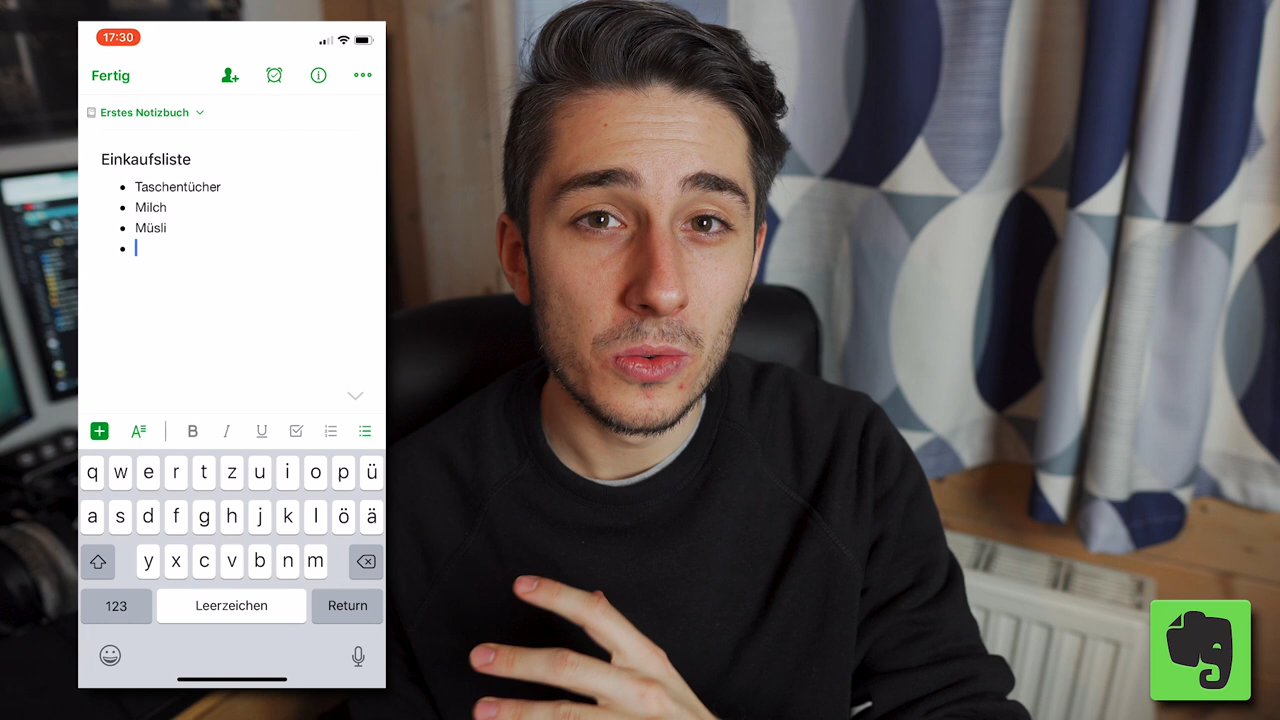 17:30
Fertig
Erstes Notizbuch
Einkaufsliste
Taschentücher
Milch
Müsli
A
B I U
q w e r t z u i o p ü
a s d f g h j k l ö ä
y x c v b n m
123 Leerzeichen Return